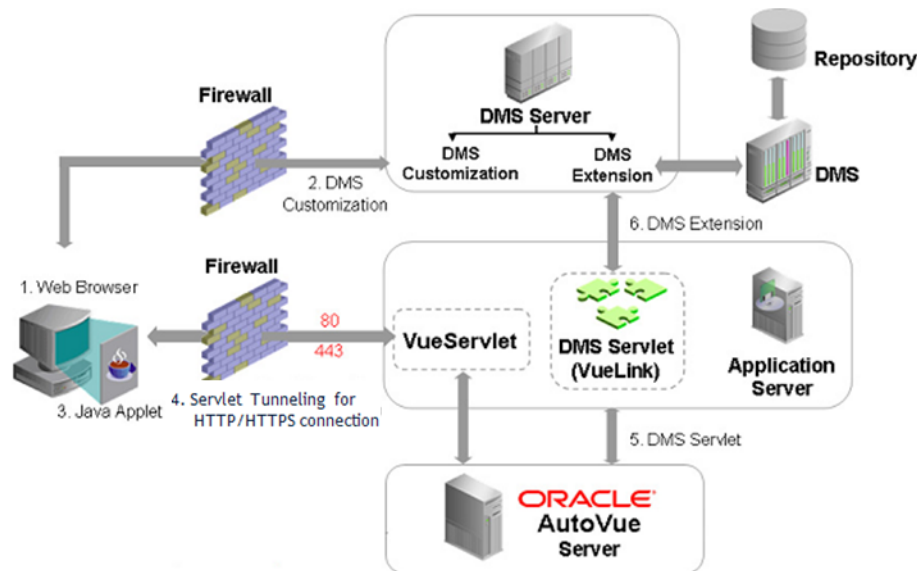 Firewall
DMS Server
DMS
Customization
DMS
Extension
Repository
DMS
2. DMS
Customization
6. DMS Extension
Firewall
1. Web Browser
80
443
VueServlet
DMS Servlet
(VueLink)
Application
Server
3. Java Applet
4. Servlet Tunneling for
HTTP/HTTPS connection
5. DMS Servlet
ORACLE®
AutoVue
Server